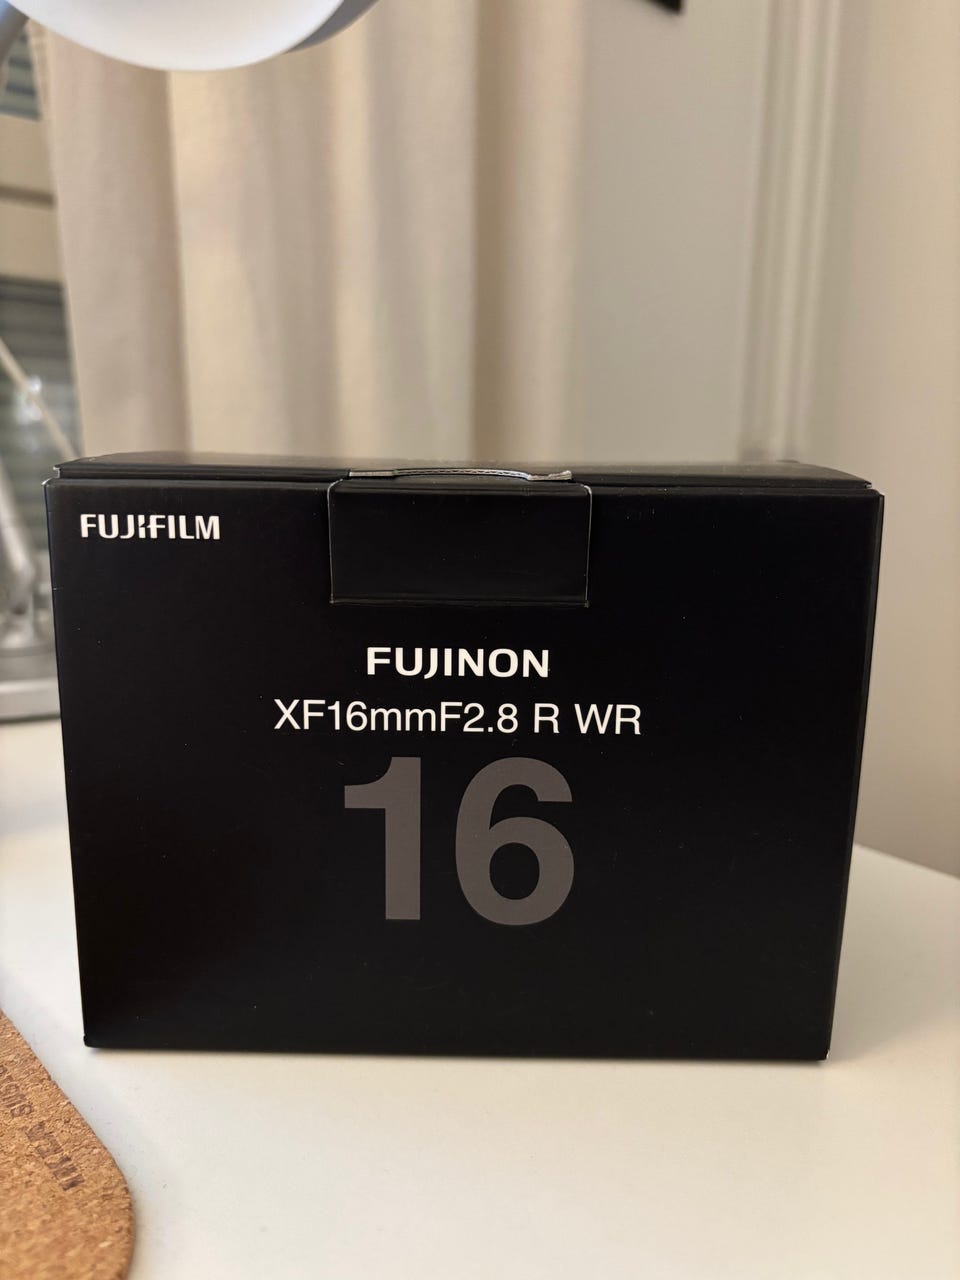 FUJIFILM
FUJINON
XF16mmF2.8 R WR
16